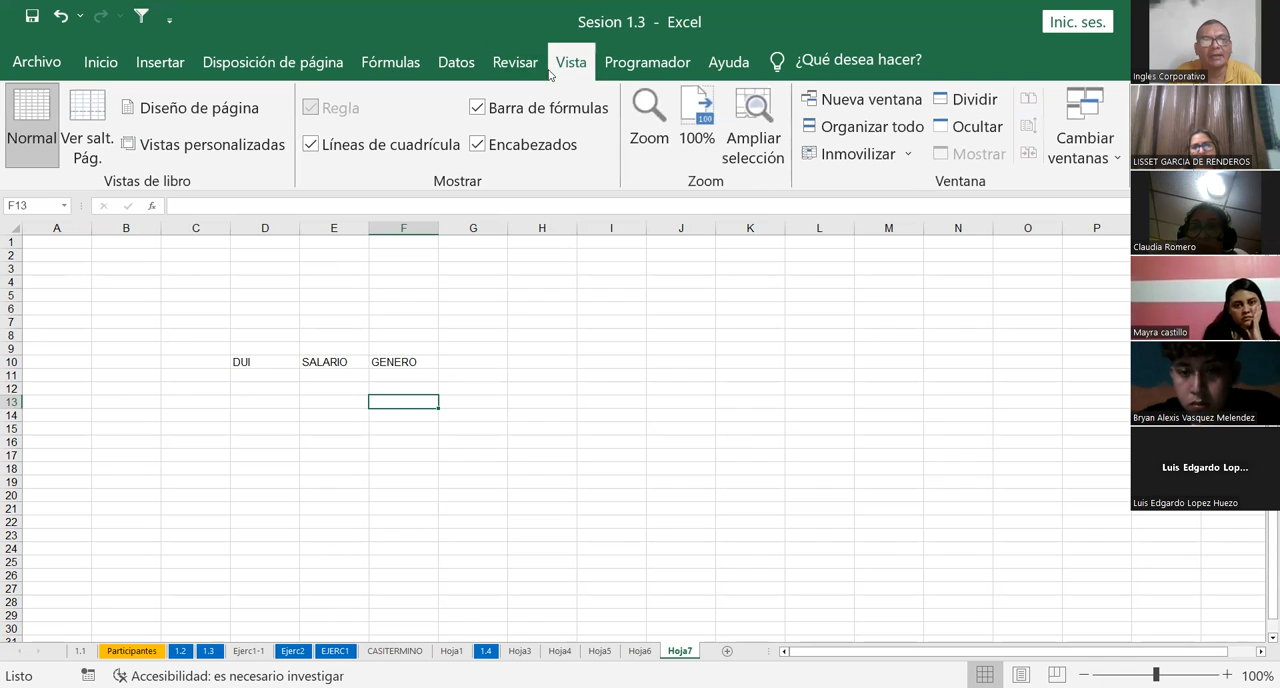 Sesion 1.3 - Excel
Inic. ses.
Archivo Inicio Insertar Disposición de página Fórmulas Datos Revisar Vista Programador Ayuda ¿Qué desea hacer?
Normal
Ver salt. Pág.
Diseño de página
Vistas personalizadas
Vistas de libro
Regla
Barra de fórmulas
Líneas de cuadrícula
Encabezados
Mostrar
Zoom
100
100%
Ampliar selección
Zoom
Nueva ventana
Organizar todo
Inmovilizar
Dividir
Ocultar
Mostrar
Cambiar ventanas
Ventana
F13
fx
A B C D E F G H I J K L M N O P
1
2
3
4
5
6
7
8
9
10 DUI SALARIO GENERO
11
12
13
14
15
16
17
18
19
20
21
22
23
24
25
26
27
28
29
30
31
1.1 Participantes 1.2 1.3 Ejerc1-1 Ejerc2 EJERC1 CASITERMINO Hoja1 1.4 Hoja3 Hoja4 Hoja5 Hoja6 Hoja7
Listo
Accesibilidad: es necesario investigar
100%
Ingles Corporativo
LISSET GARCIA DE RENDEROS
Claudia Romero
Mayra castillo
Bryan Alexis Vasquez Melendez
Luis Edgardo Lop...
Luis Edgardo Lopez Huezo